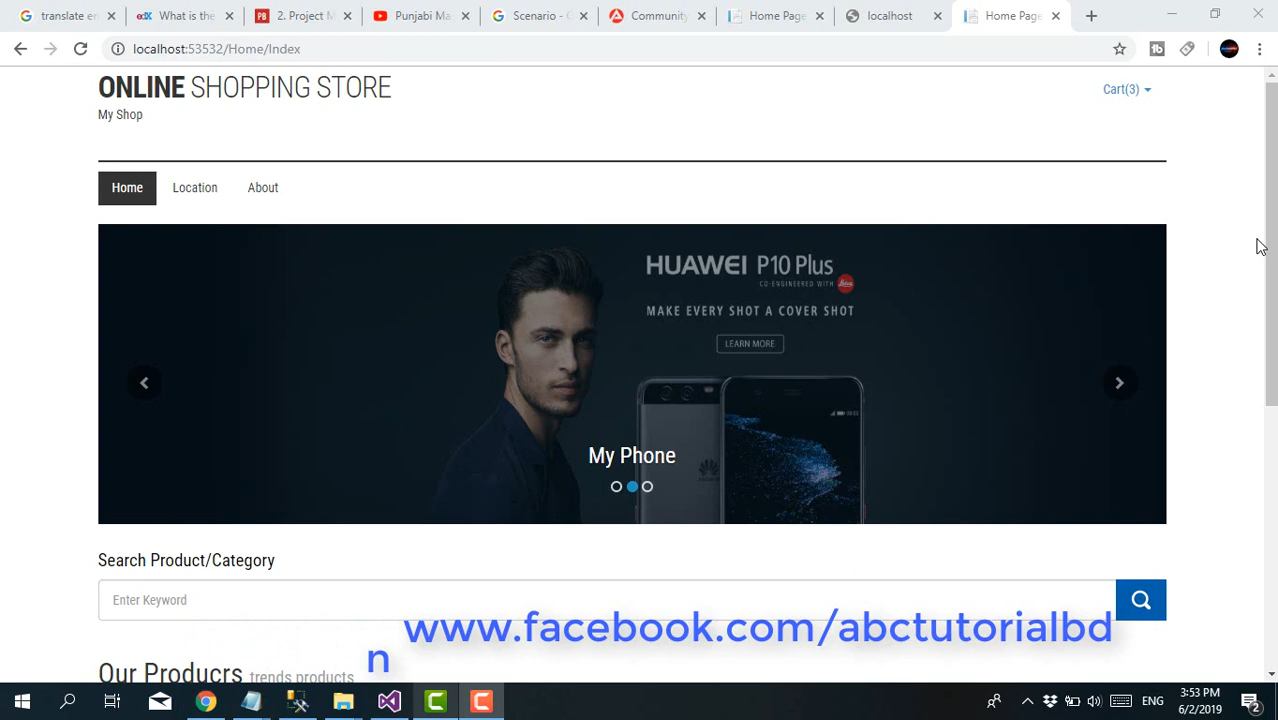 translate en
What is the
2. Project M
Punjabi Ma
Scenario - G
Community
Home Page
localhost
Home Page
localhost:53532/Home/Index
ONLINE SHOPPING STORE
Cart(3)
My Shop
Home
Location
About
HUAWEI P10 Plus
CO-ENGINEERED WITH
Leica
MAKE EVERY SHOT A COVER SHOT
LEARN MORE
My Phone
Search Product/Category
Enter Keyword
www.facebook.com/abctutorialbd
n
Our Producrs trends products
ENG
3:53 PM
6/2/2019
2